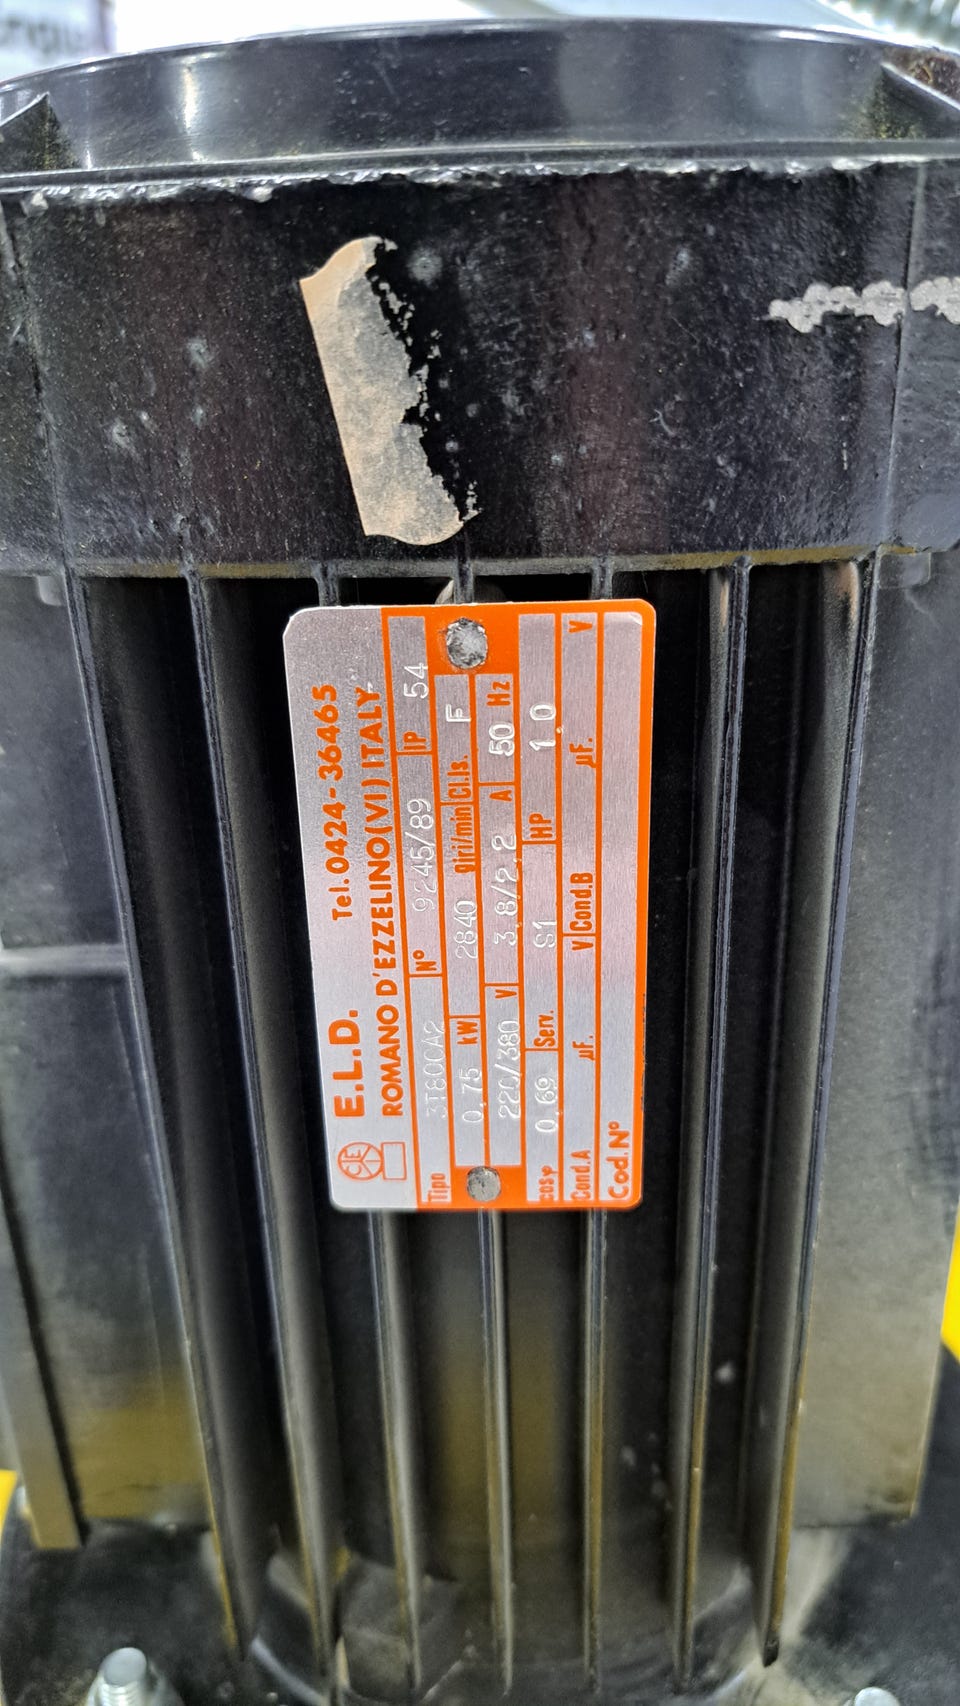 E.L.D. Tel.0424-36465
ROMANO D'EZZELINO(VI) ITALY
Tipo 3T80CA2 N° 9245/89 IP 54
0,75 kW 2840 giri/min Cl.Is. F
220/380 V 3,8/2,2 A 50 Hz
cosφ 0,69 Serv. S1 HP 1,0
Cond.A µF. V Cond.B µF. V
Cod.N°